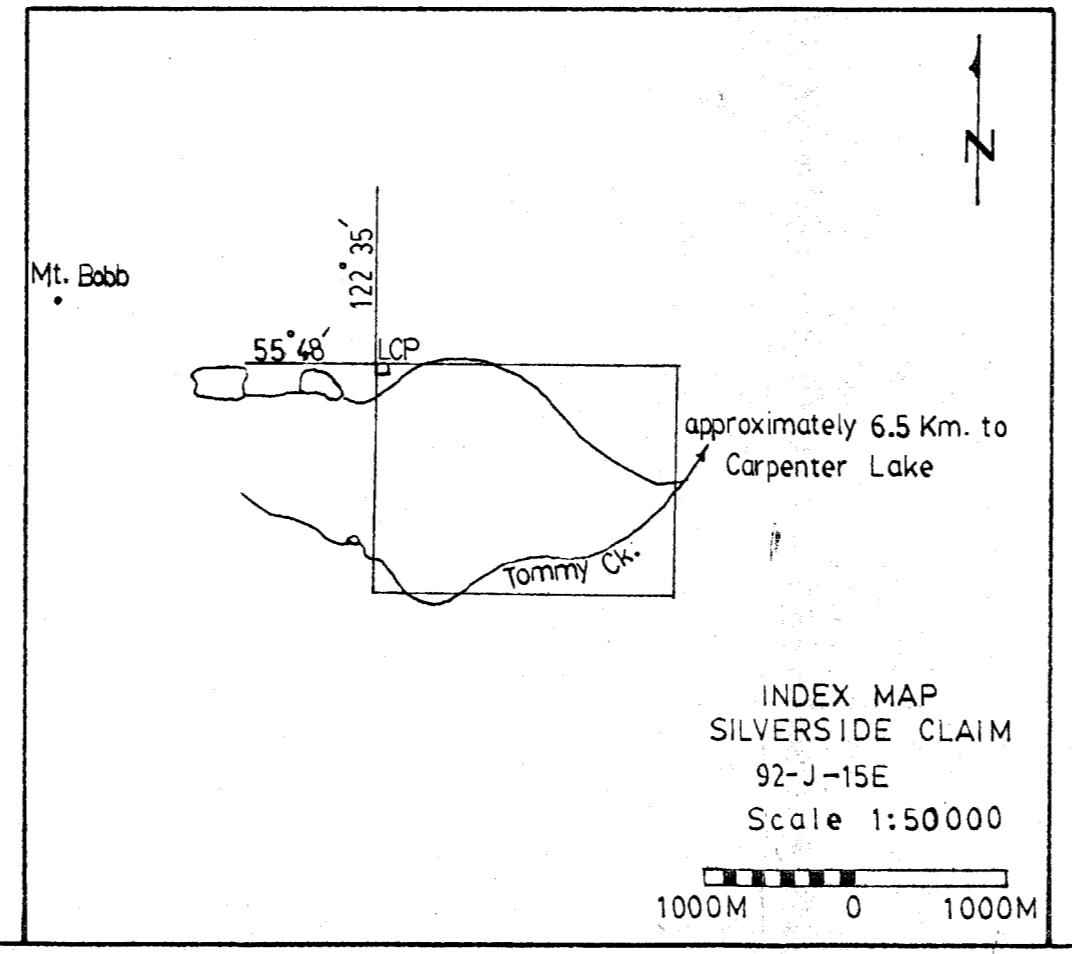 N
Mt. Bobb
122° 35′
55° 48′
LCP
approximately 6.5 Km. to
Carpenter Lake
Tommy Ck.
INDEX MAP
SILVERSIDE CLAIM
92-J-15E
Scale 1:50000
1000M 0 1000M